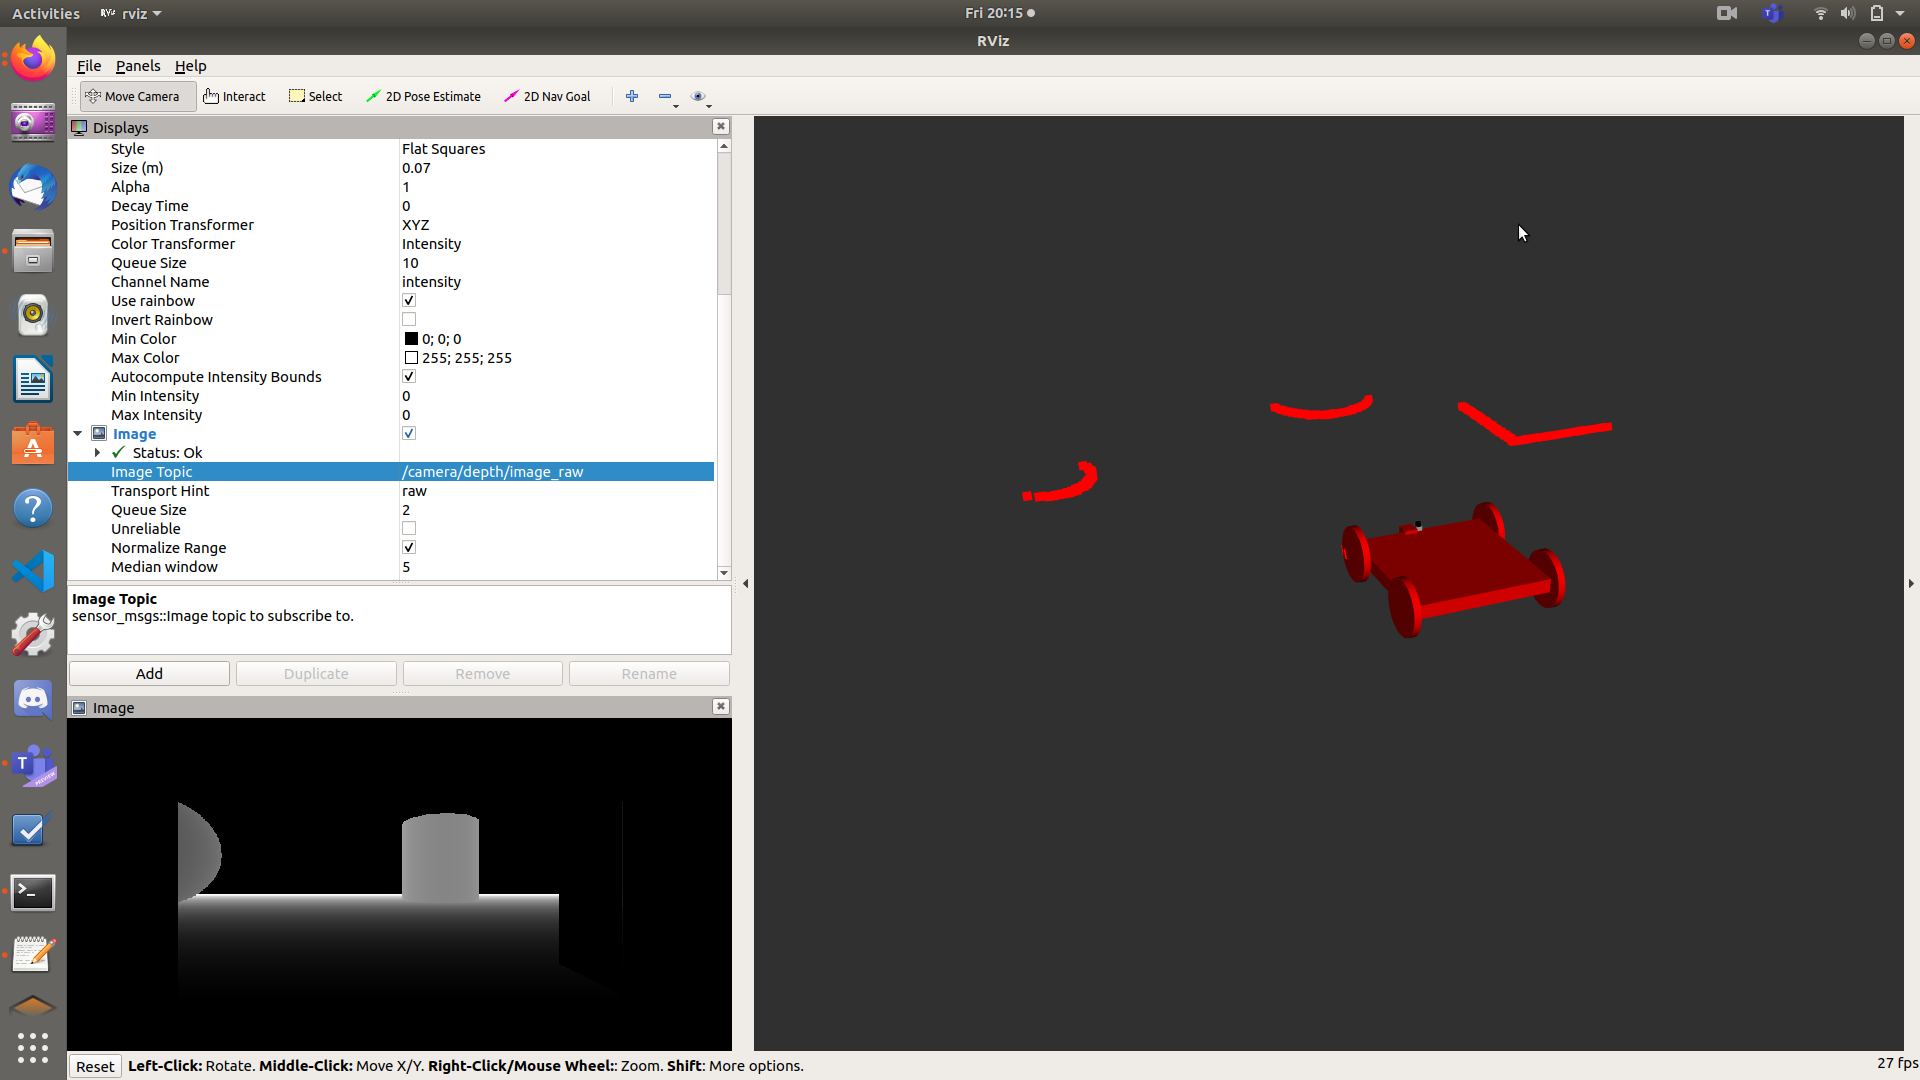 Activities
RViz rviz
Fri 20:15
RViz
File Panels Help
Move Camera Interact Select 2D Pose Estimate 2D Nav Goal
Displays
Style Flat Squares
Size (m) 0.07
Alpha 1
Decay Time 0
Position Transformer XYZ
Color Transformer Intensity
Queue Size 10
Channel Name intensity
Use rainbow
Invert Rainbow
Min Color 0; 0; 0
Max Color 255; 255; 255
Autocompute Intensity Bounds
Min Intensity 0
Max Intensity 0
Image
Status: Ok
Image Topic /camera/depth/image_raw
Transport Hint raw
Queue Size 2
Unreliable
Normalize Range
Median window 5
Image Topic
sensor_msgs::Image topic to subscribe to.
Add Duplicate Remove Rename
Image
Reset Left-Click: Rotate. Middle-Click: Move X/Y. Right-Click/Mouse Wheel:: Zoom. Shift: More options.
27 fps